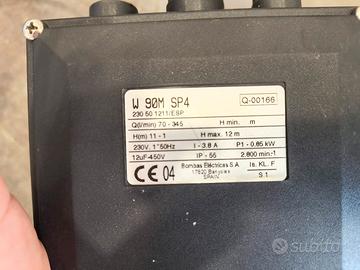 W 90M SP4
Q-00166
230 50 1211/ESP
Q(l/min) 70 - 345 H min. m
H(m) 11 - 1 H max. 12 m
230V. 1~50Hz I - 3.8 A P1 - 0.85 kW
12uF-450V IP - 55 2.800 min-¹
CE 04
Bombas Eléctricas S.A.
17820 Banyoles
SPAIN
Is. KL. F
S.1
subito